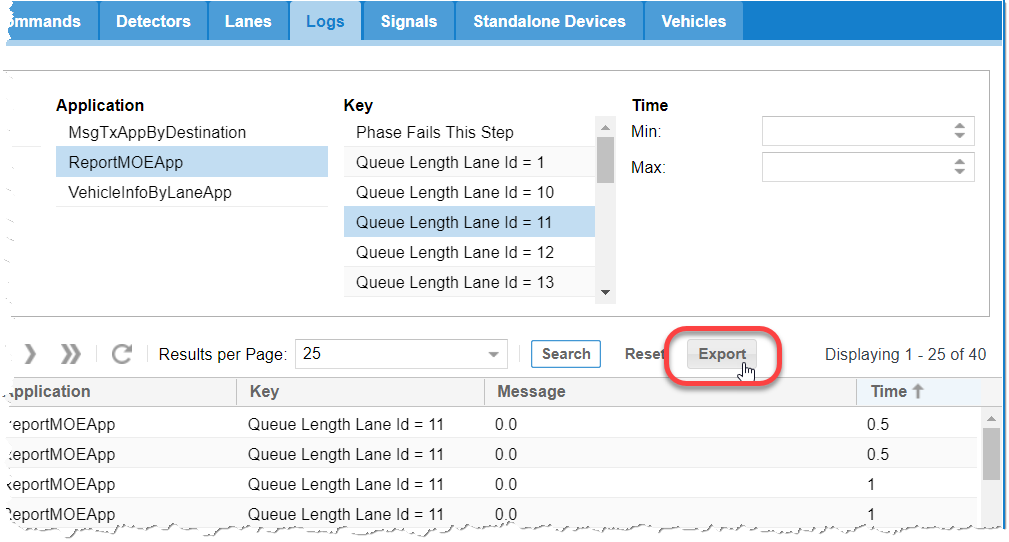 ommands Detectors Lanes Logs Signals Standalone Devices Vehicles
Application Key Time
MsgTxAppByDestination Phase Fails This Step Min:
ReportMOEApp Queue Length Lane Id = 1 Max:
VehicleInfoByLaneApp Queue Length Lane Id = 10
Queue Length Lane Id = 11
Queue Length Lane Id = 12
Queue Length Lane Id = 13
Results per Page: 25 Search Reset Export Displaying 1 - 25 of 40
Application Key Message Time
ReportMOEApp Queue Length Lane Id = 11 0.0 0.5
ReportMOEApp Queue Length Lane Id = 11 0.0 0.5
ReportMOEApp Queue Length Lane Id = 11 0.0 1
ReportMOEApp Queue Length Lane Id = 11 0.0 1